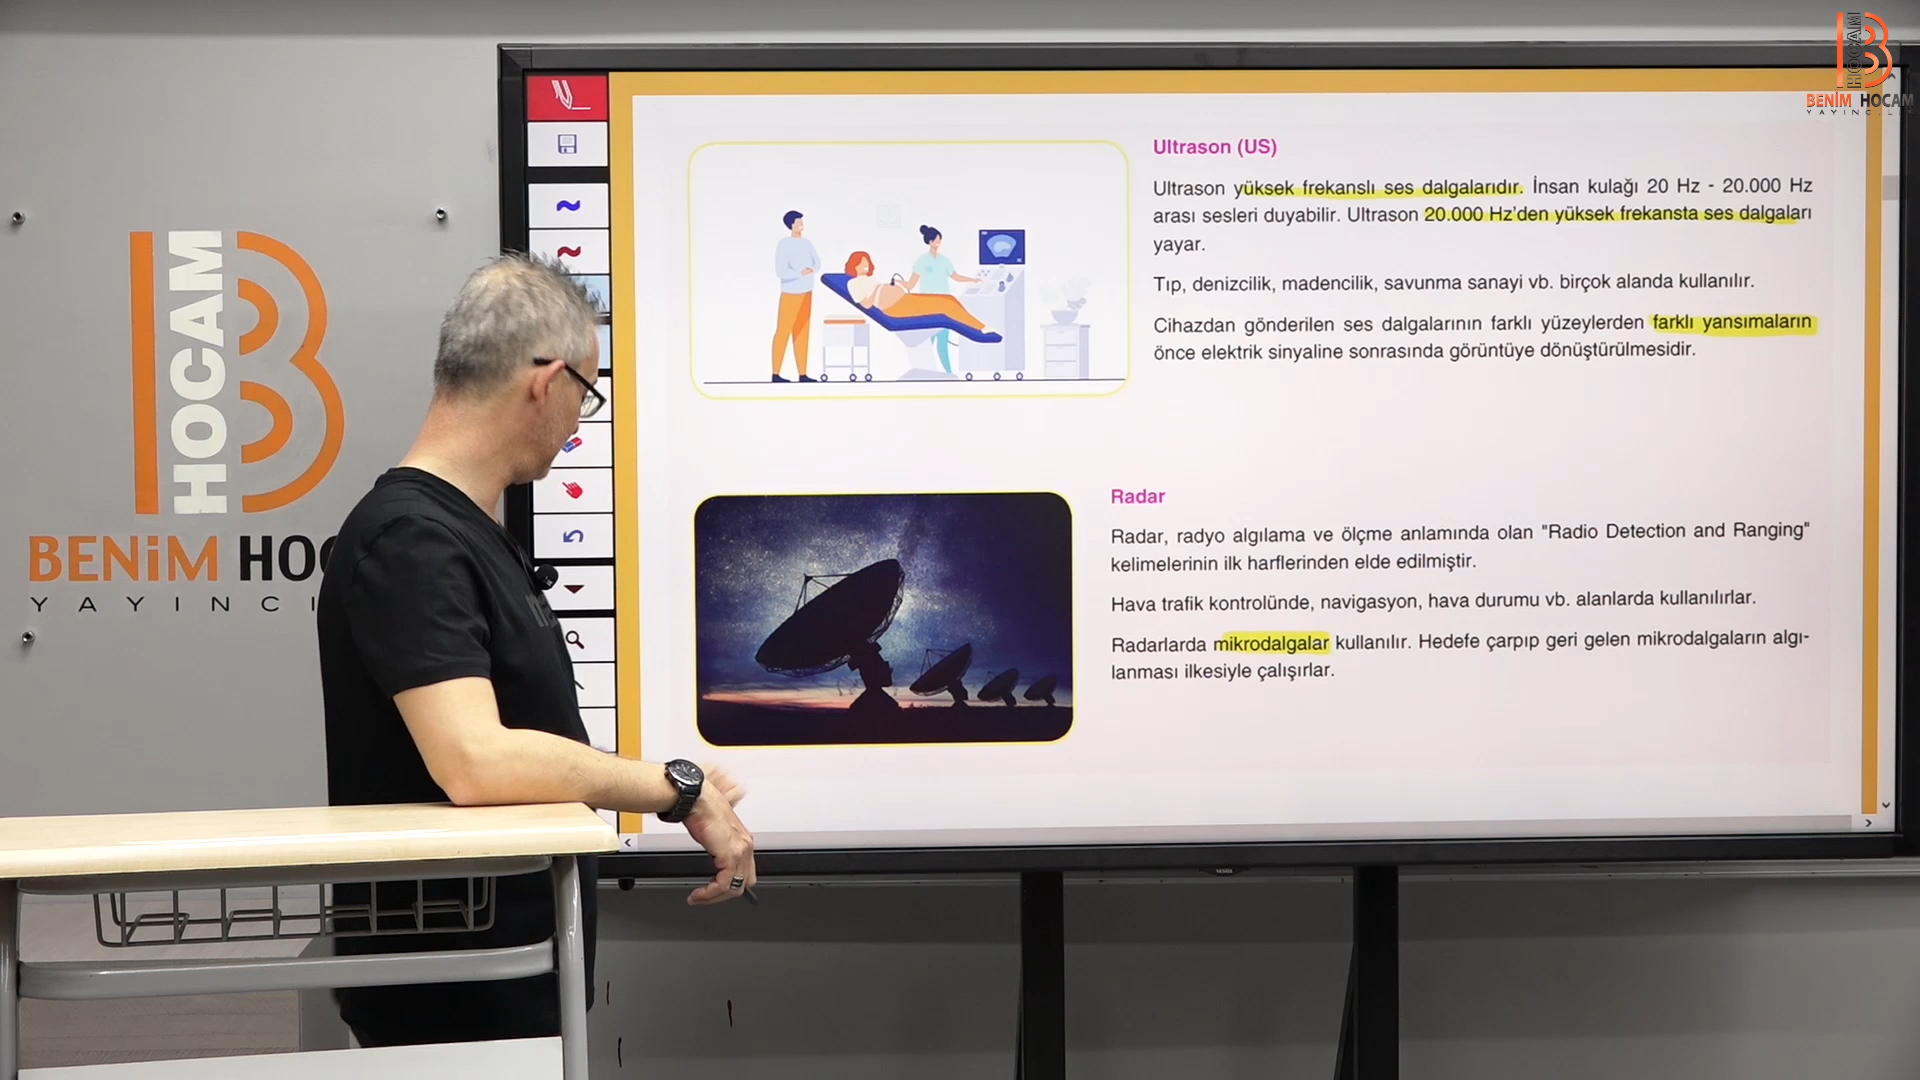 HOCAM
BENİM HOCAM
YAYINCILIK
Ultrason (US)
Ultrason yüksek frekanslı ses dalgalarıdır. İnsan kulağı 20 Hz - 20.000 Hz
arası sesleri duyabilir. Ultrason 20.000 Hz'den yüksek frekansta ses dalgaları
yayar.
Tıp, denizcilik, madencilik, savunma sanayi vb. birçok alanda kullanılır.
Cihazdan gönderilen ses dalgalarının farklı yüzeylerden farklı yansımaların
önce elektrik sinyaline sonrasında görüntüye dönüştürülmesidir.
Radar
Radar, radyo algılama ve ölçme anlamında olan "Radio Detection and Ranging"
kelimelerinin ilk harflerinden elde edilmiştir.
Hava trafik kontrolünde, navigasyon, hava durumu vb. alanlarda kullanılırlar.
Radarlarda mikrodalgalar kullanılır. Hedefe çarpıp geri gelen mikrodalgaların algı-
lanması ilkesiyle çalışırlar.
HOCAM
BENİM HO
YAYINCI